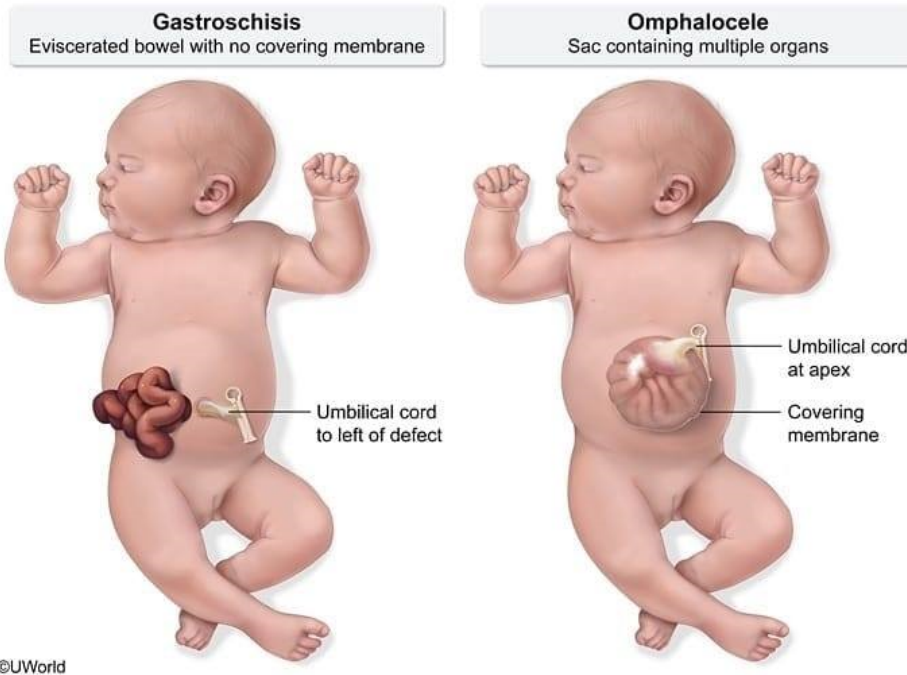 Gastroschisis
Eviscerated bowel with no covering membrane
Omphalocele
Sac containing multiple organs
Umbilical cord
to left of defect
Umbilical cord
at apex
Covering
membrane
©UWorld